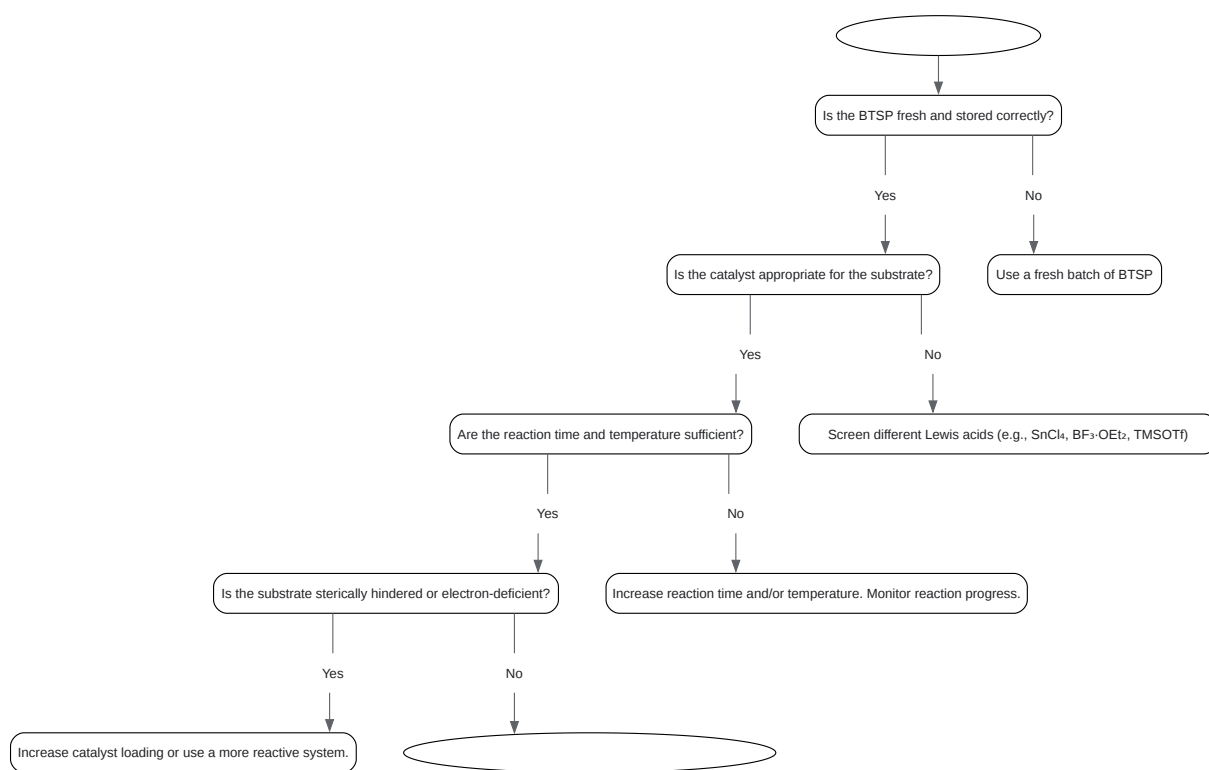 Is the BTSP fresh and stored correctly?
Yes
No
Is the catalyst appropriate for the substrate?
Use a fresh batch of BTSP
Yes
No
Are the reaction time and temperature sufficient?
Screen different Lewis acids (e.g., SnCl₄, BF₃·OEt₂, TMSOTf)
Yes
No
Is the substrate sterically hindered or electron-deficient?
Increase reaction time and/or temperature. Monitor reaction progress.
Yes
No
Increase catalyst loading or use a more reactive system.